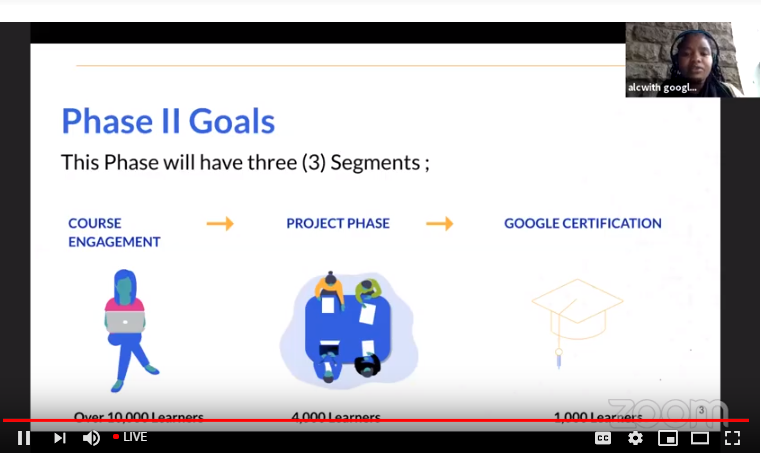 alcwith googl...
Phase II Goals
This Phase will have three (3) Segments ;
COURSE ENGAGEMENT
PROJECT PHASE
GOOGLE CERTIFICATION
Over 10,000 Learners
4,000 Learners
1,000 Learners
zoom
3
LIVE
CC